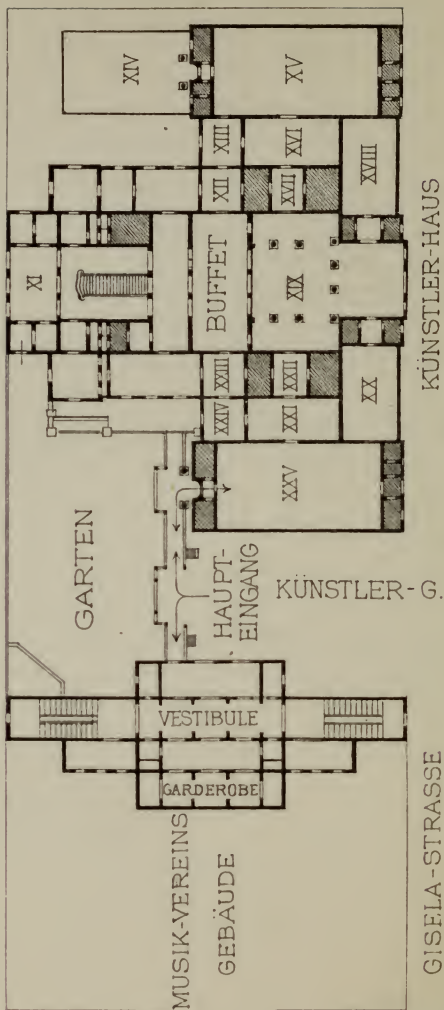 XIV
XV
XIII
XVI
XII
XVII
XVIII
XI
BUFFET
XIX
KÜNSTLER-HAUS
XXIII
XXII
XXIV
XXI
XX
XXV
GARTEN
HAUPT-
EINGANG
KÜNSTLER-G.
VESTIBULE
GARDEROBE
MUSIK-VEREINS
GEBÄUDE
GISELA-STRASSE